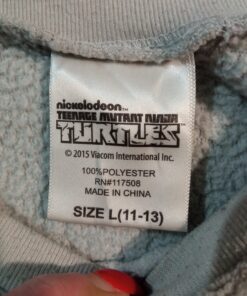 nickelodeon
TEENAGE MUTANT NINJA
TURTLES
© 2015 Viacom International Inc.
100%POLYESTER
RN#117508
MADE IN CHINA
SIZE L(11-13)